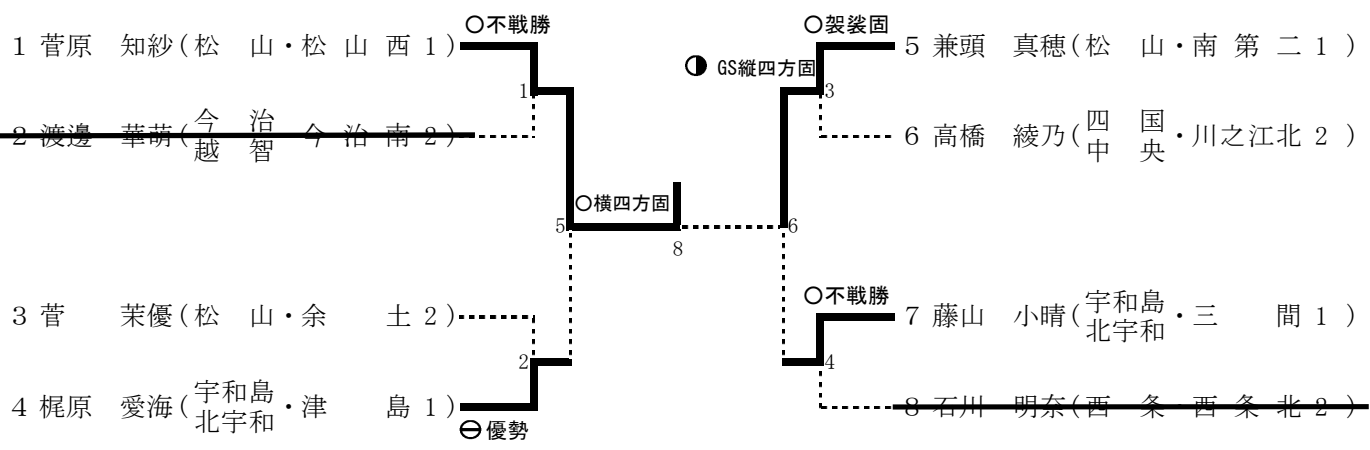 ○不戦勝
1 菅原 知紗(松 山・松 山 西 1)
1
2 渡邊 華萌(今 治 越 智 今 治 南 2)
○横四方固
5
8
3 菅 茉優(松 山・余 土 2)
2
4 梶原 愛海(宇和島 北宇和・津 島 1)
⊖優勢
○袈裟固
5 兼頭 真穂(松 山・南 第 二 1)
◑ GS縦四方固
3
6 高橋 綾乃(四 国 中 央・川之江北 2)
6
○不戦勝
7 藤山 小晴(宇和島 北宇和・三 間 1)
4
8 石川 明奈(西 条・西 条 北 2)